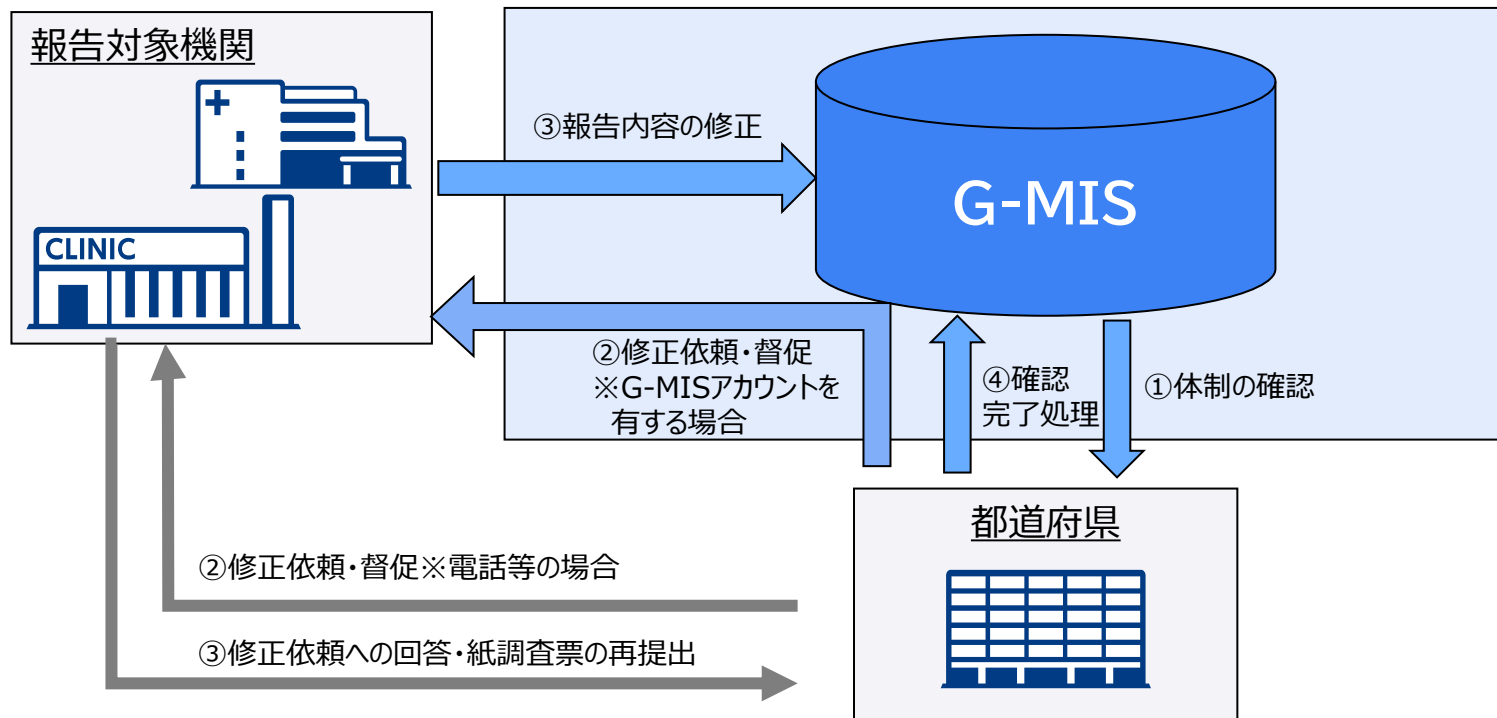 報告対象機関
CLINIC
③報告内容の修正
G-MIS
②修正依頼・督促
※G-MISアカウントを
有する場合
④確認
完了処理
①体制の確認
都道府県
②修正依頼・督促※電話等の場合
③修正依頼への回答・紙調査票の再提出